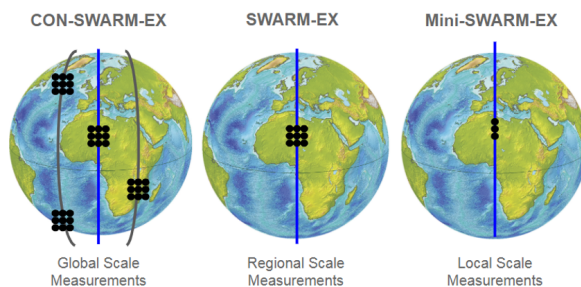 CON-SWARM-EX
SWARM-EX
Mini-SWARM-EX
Global Scale
Measurements
Regional Scale
Measurements
Local Scale
Measurements